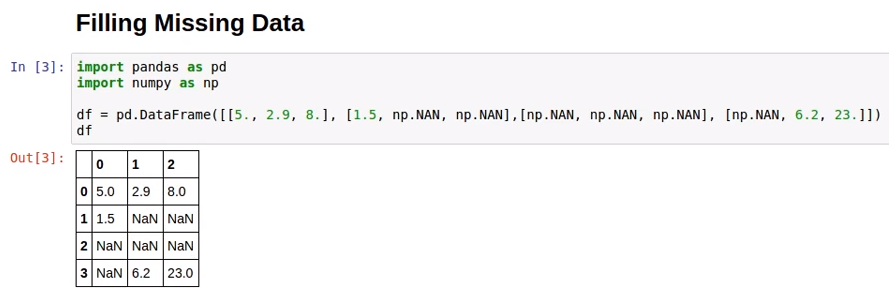 Filling Missing Data
In [3]: import pandas as pd
import numpy as np
df = pd.DataFrame([[5., 2.9, 8.], [1.5, np.NAN, np.NAN],[np.NAN, np.NAN, np.NAN], [np.NAN, 6.2, 23.]])
df
Out[3]:
0 1 2
0 5.0 2.9 8.0
1 1.5 NaN NaN
2 NaN NaN NaN
3 NaN 6.2 23.0